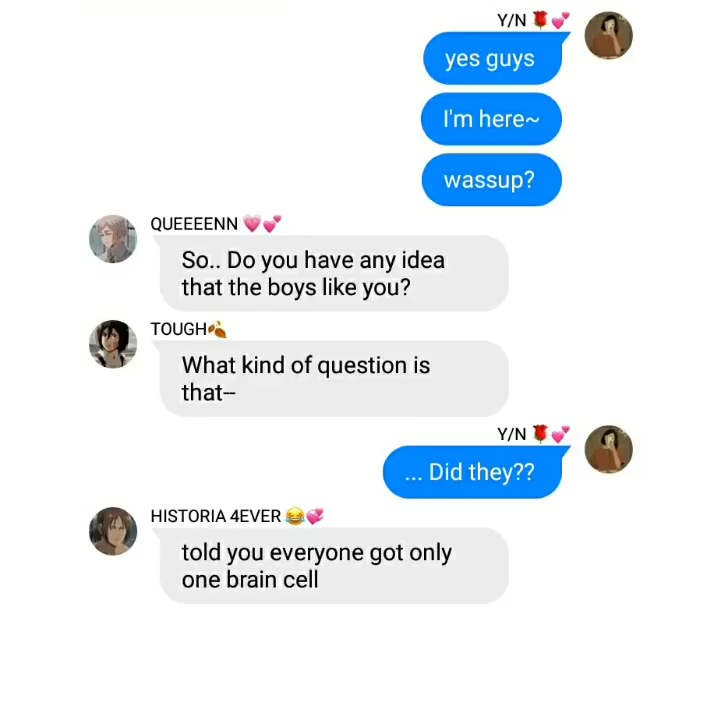 Y/N 🌹💕
yes guys
I'm here~
wassup?
QUEEEENN 💗💕
So.. Do you have any idea
that the boys like you?
TOUGH🍂
What kind of question is
that--
Y/N 🌹💕
... Did they??
HISTORIA 4EVER 😂💞
told you everyone got only
one brain cell